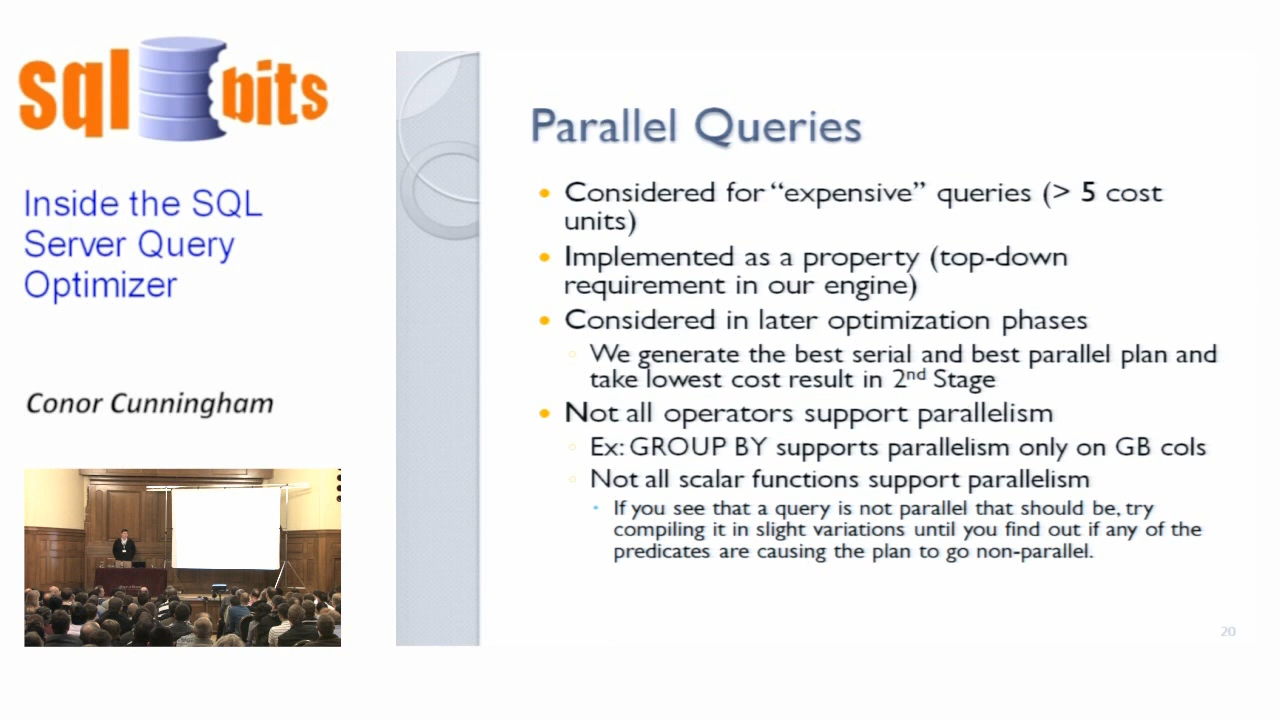 sql bits
Inside the SQL
Server Query
Optimizer
Conor Cunningham
Parallel Queries
• Considered for “expensive” queries (> 5 cost
units)
• Implemented as a property (top-down
requirement in our engine)
• Considered in later optimization phases
◦ We generate the best serial and best parallel plan and
take lowest cost result in 2nd Stage
• Not all operators support parallelism
◦ Ex: GROUP BY supports parallelism only on GB cols
◦ Not all scalar functions support parallelism
• If you see that a query is not parallel that should be, try
compiling it in slight variations until you find out if any of the
predicates are causing the plan to go non-parallel.
20